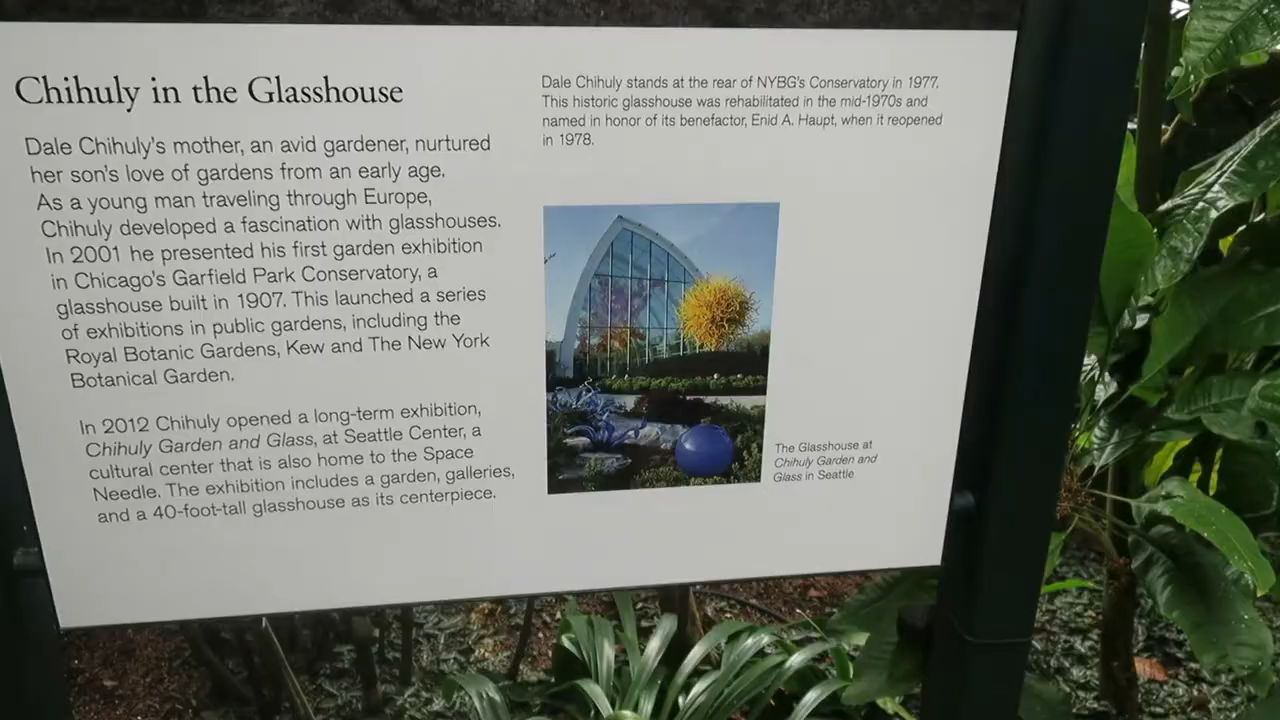 Chihuly in the Glasshouse
Dale Chihuly's mother, an avid gardener, nurtured
her son's love of gardens from an early age.
As a young man traveling through Europe,
Chihuly developed a fascination with glasshouses.
In 2001 he presented his first garden exhibition
in Chicago's Garfield Park Conservatory, a
glasshouse built in 1907. This launched a series
of exhibitions in public gardens, including the
Royal Botanic Gardens, Kew and The New York
Botanical Garden.
In 2012 Chihuly opened a long-term exhibition,
Chihuly Garden and Glass, at Seattle Center, a
cultural center that is also home to the Space
Needle. The exhibition includes a garden, galleries,
and a 40-foot-tall glasshouse as its centerpiece.
Dale Chihuly stands at the rear of NYBG's Conservatory in 1977.
This historic glasshouse was rehabilitated in the mid-1970s and
named in honor of its benefactor, Enid A. Haupt, when it reopened
in 1978.
The Glasshouse at
Chihuly Garden and
Glass in Seattle